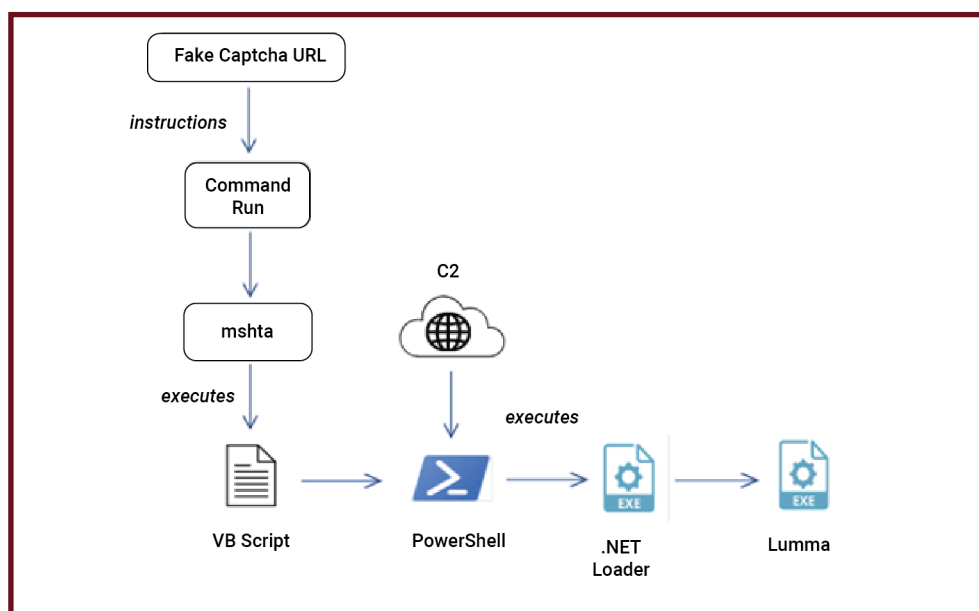 Fake Captcha URL
instructions
Command
Run
C2
mshta
executes
executes
VB Script
PowerShell
EXE
.NET
Loader
EXE
Lumma